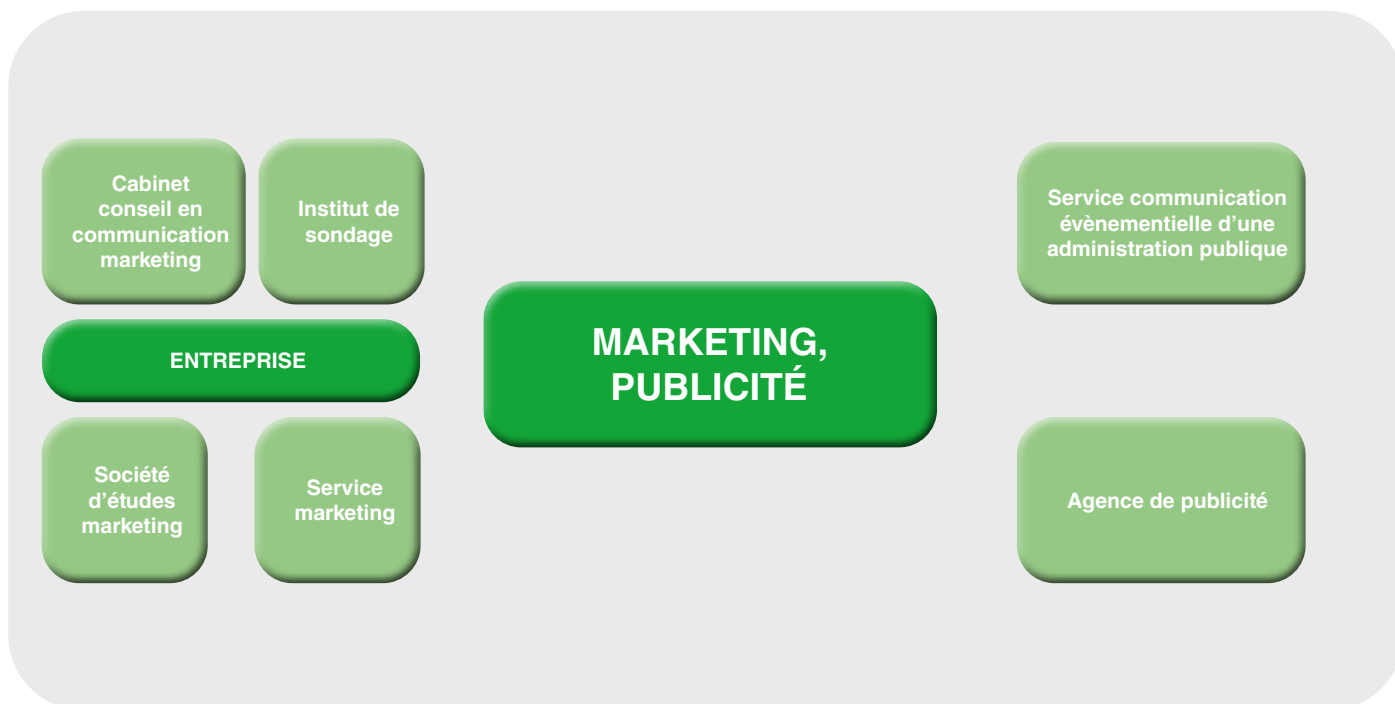 Cabinet
conseil en
communication
marketing
Institut de
sondage
ENTREPRISE
Société
d’études
marketing
Service
marketing
MARKETING,
PUBLICITÉ
Service communication
évènementielle d’une
administration publique
Agence de publicité